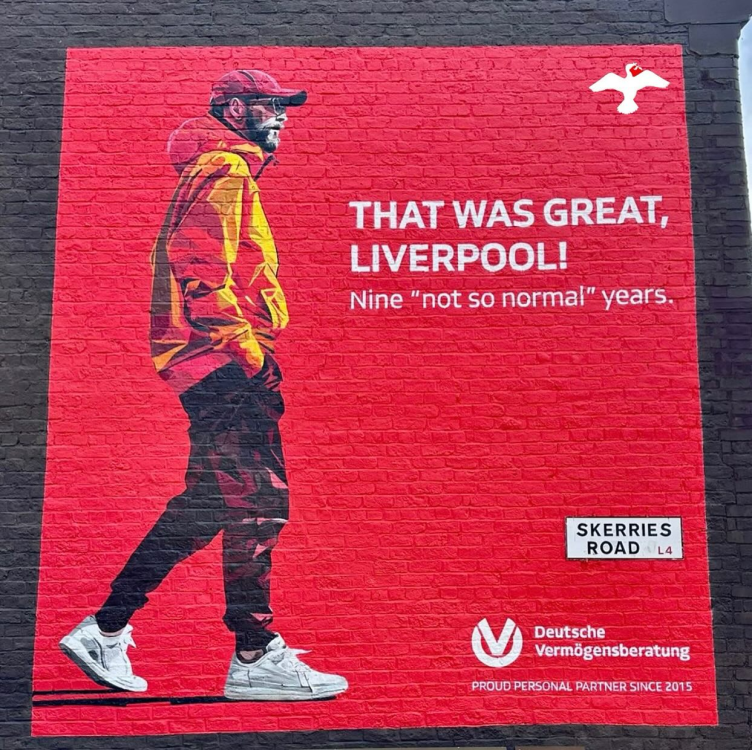 THAT WAS GREAT,
LIVERPOOL!
Nine "not so normal" years.
SKERRIES
ROAD L4
Deutsche
Vermögensberatung
PROUD PERSONAL PARTNER SINCE 2015